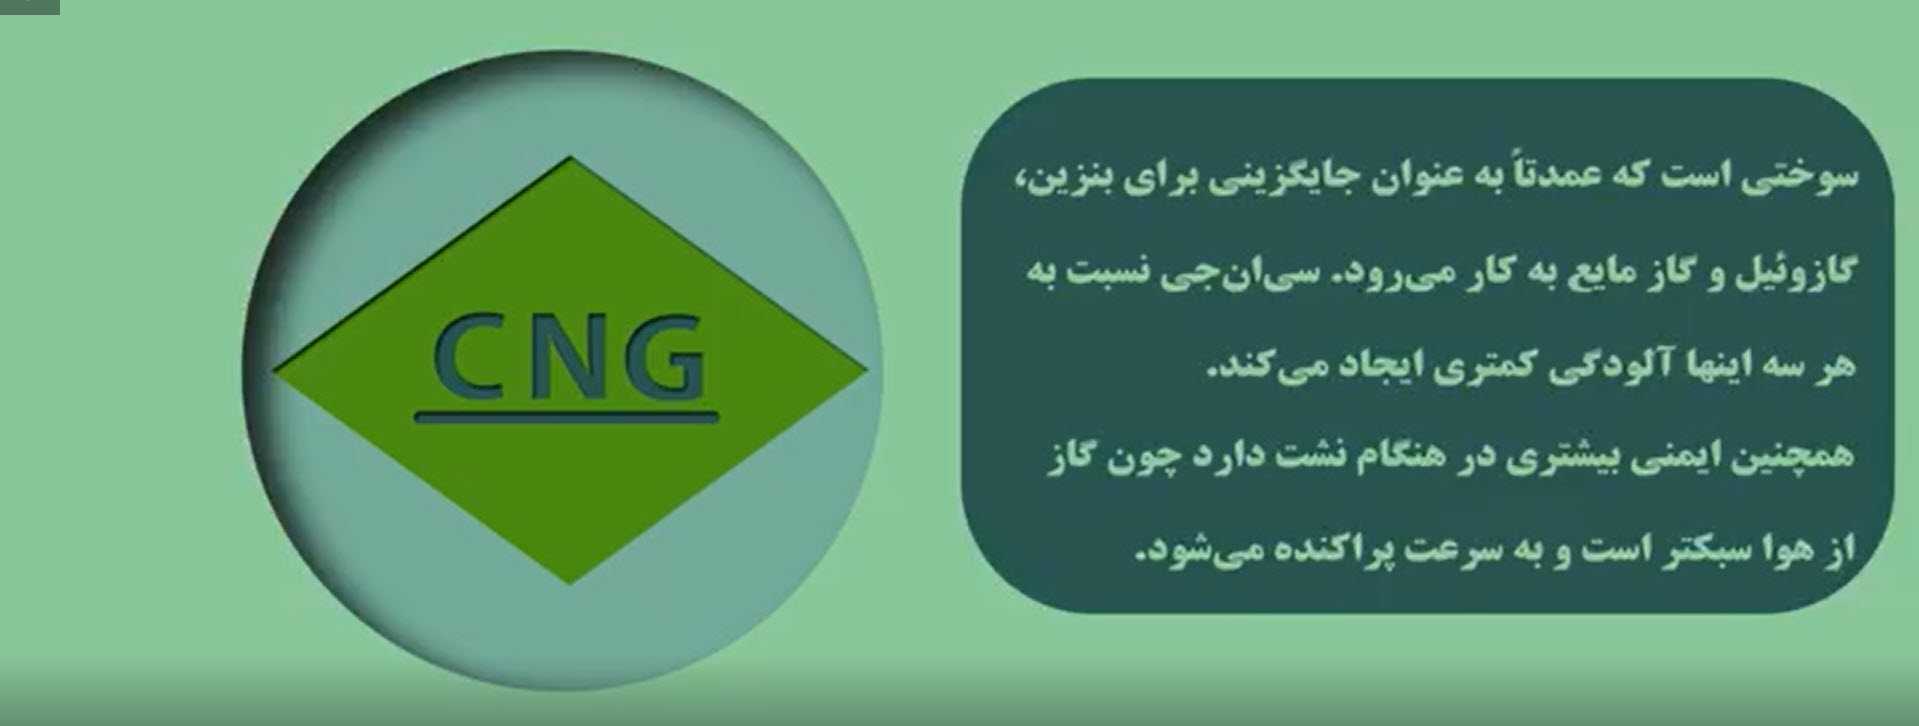 CNG
سوختی است که عمدتاً به عنوان جایگزینی برای بنزین،
گازوئیل و گاز مایع به کار می‌رود. سی‌ان‌جی نسبت به
هر سه اینها آلودگی کمتری ایجاد می‌کند.
همچنین ایمنی بیشتری در هنگام نشت دارد چون گاز
از هوا سبکتر است و به سرعت پراکنده می‌شود.